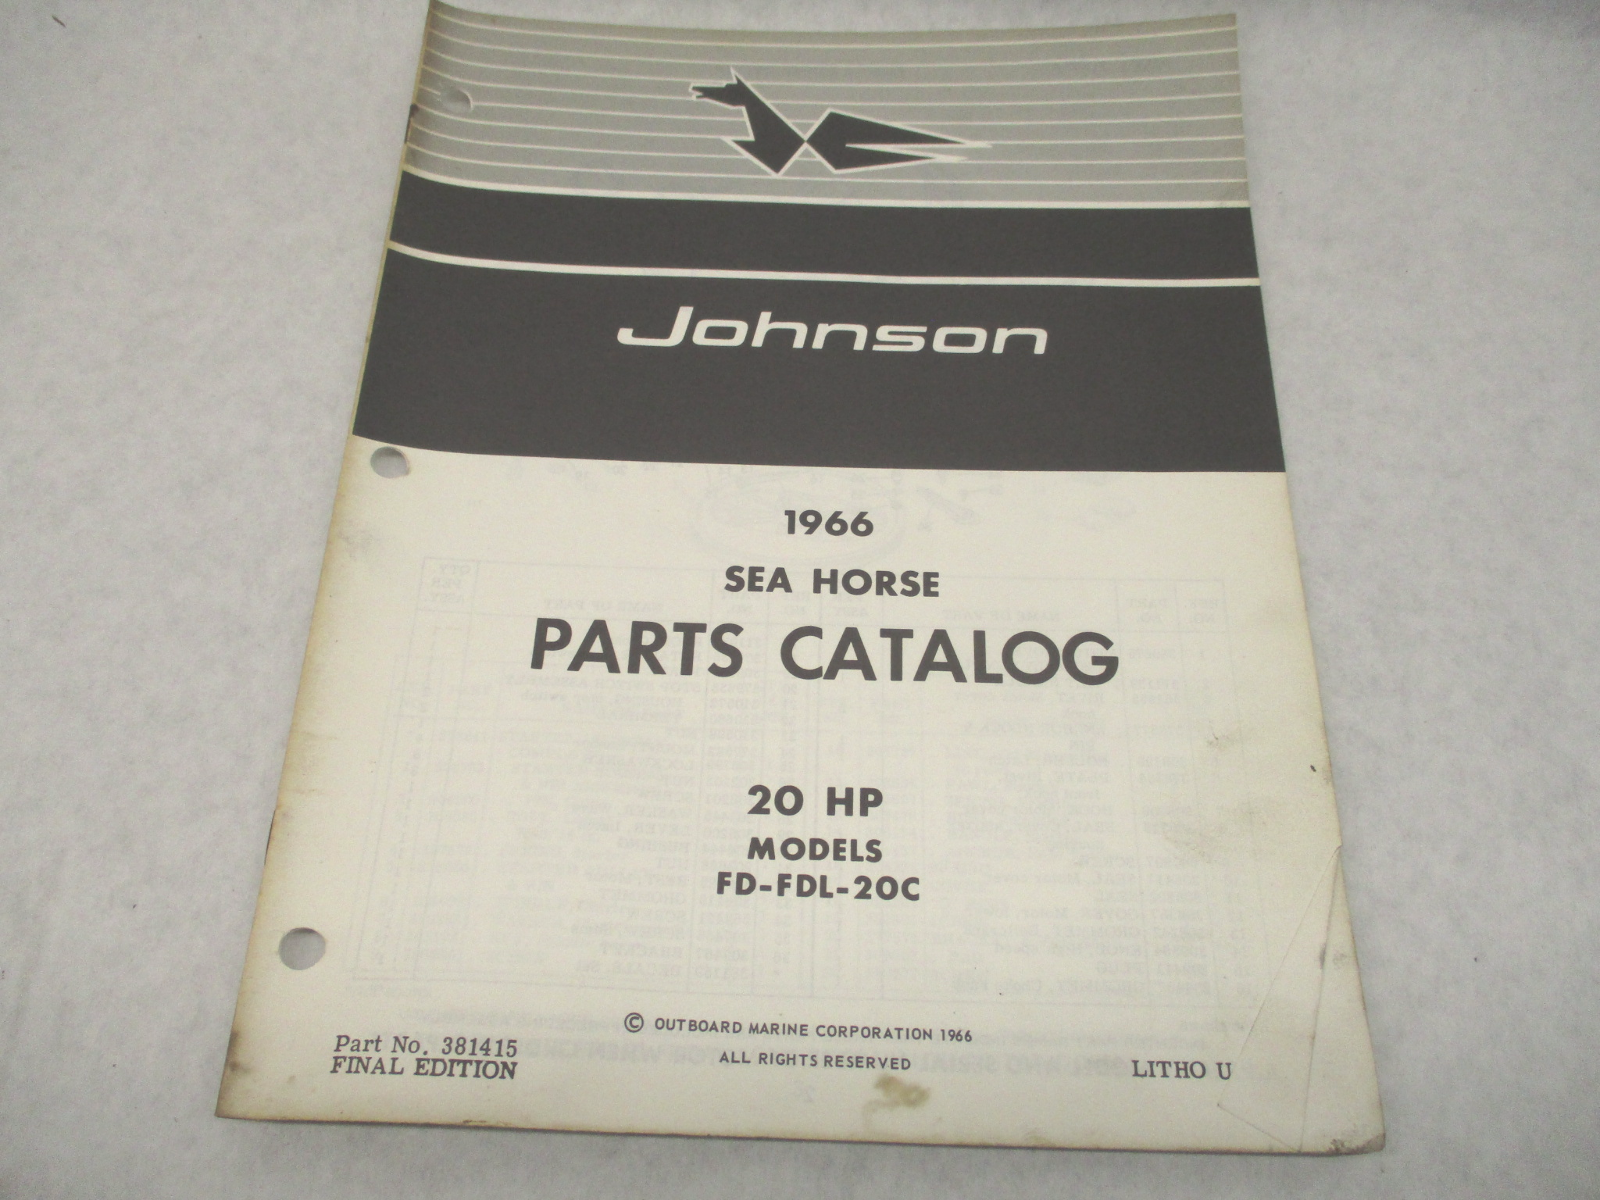 Johnson
1966
SEA HORSE
PARTS CATALOG
20 HP
MODELS
FD-FDL-20C
© OUTBOARD MARINE CORPORATION 1966
ALL RIGHTS RESERVED
Part No. 381415
FINAL EDITION
LITHO U